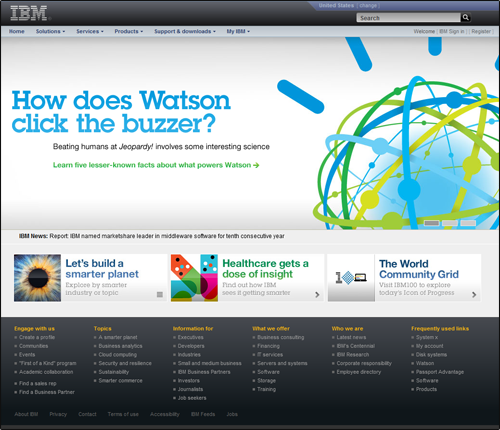 IBM
United States [ change ]
Search
Home Solutions Services Products Support & downloads My IBM
Welcome [ IBM Sign in ] [ Register ]
How does Watson
click the buzzer?
Beating humans at Jeopardy! involves some interesting science
Learn five lesser-known facts about what powers Watson
IBM News: Report: IBM named marketshare leader in middleware software for tenth consecutive year
Let's build a
smarter planet
Explore by smarter
industry or topic
Healthcare gets a
dose of insight
Find out how IBM
sees it getting smarter
The World
Community Grid
Visit IBM100 to explore
today's Icon of Progress
Engage with us
Create a profile
Communities
Events
"First of a Kind" program
Academic collaboration
Find a sales rep
Find a Business Partner
Topics
A smarter planet
Business analytics
Cloud computing
Security and resilience
Sustainability
Smarter commerce
Information for
Executives
Developers
Industries
Small and medium business
IBM Business Partners
Investors
Journalists
Job seekers
What we offer
Business consulting
Financing
IT services
Servers and systems
Software
Storage
Training
Who we are
Latest news
IBM's Centennial
IBM Research
Corporate responsibility
Employee directory
Frequently used links
System x
My account
Disk systems
Watson
Passport Advantage
Software
Products
About IBM Privacy Contact Terms of use Accessibility IBM Feeds Jobs